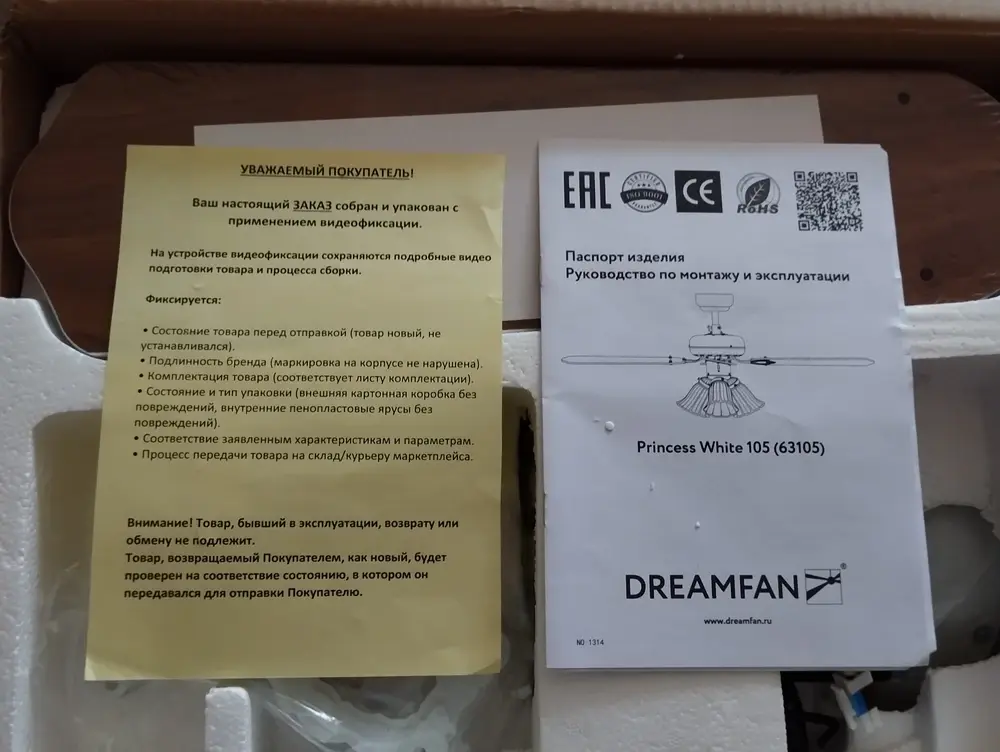 УВАЖАЕМЫЙ ПОКУПАТЕЛЬ!
Ваш настоящий ЗАКАЗ собран и упакован с
применением видеофиксации.
На устройстве видеофиксации сохраняются подробные видео
подготовки товара и процесса сборки.
Фиксируется:
• Состояние товара перед отправкой (товар новый, не
устанавливался).
• Подлинность бренда (маркировка на корпусе не нарушена).
• Комплектация товара (соответствует листу комплектации).
• Состояние и тип упаковки (внешняя картонная коробка без
повреждений, внутренние пенопластовые ярусы без
повреждений).
• Соответствие заявленным характеристикам и параметрам.
• Процесс передачи товара на склад/курьеру маркетплейса.
Внимание! Товар, бывший в эксплуатации, возврату или
обмену не подлежит.
Товар, возвращаемый Покупателем, как новый, будет
проверен на соответствие состоянию, в котором он
передавался для отправки Покупателю.
EAC
CERTIFIED
ISO 9001
CE
RoHS
Паспорт изделия
Руководство по монтажу и эксплуатации
Princess White 105 (63105)
DREAMFAN®
www.dreamfan.ru
NO 1314